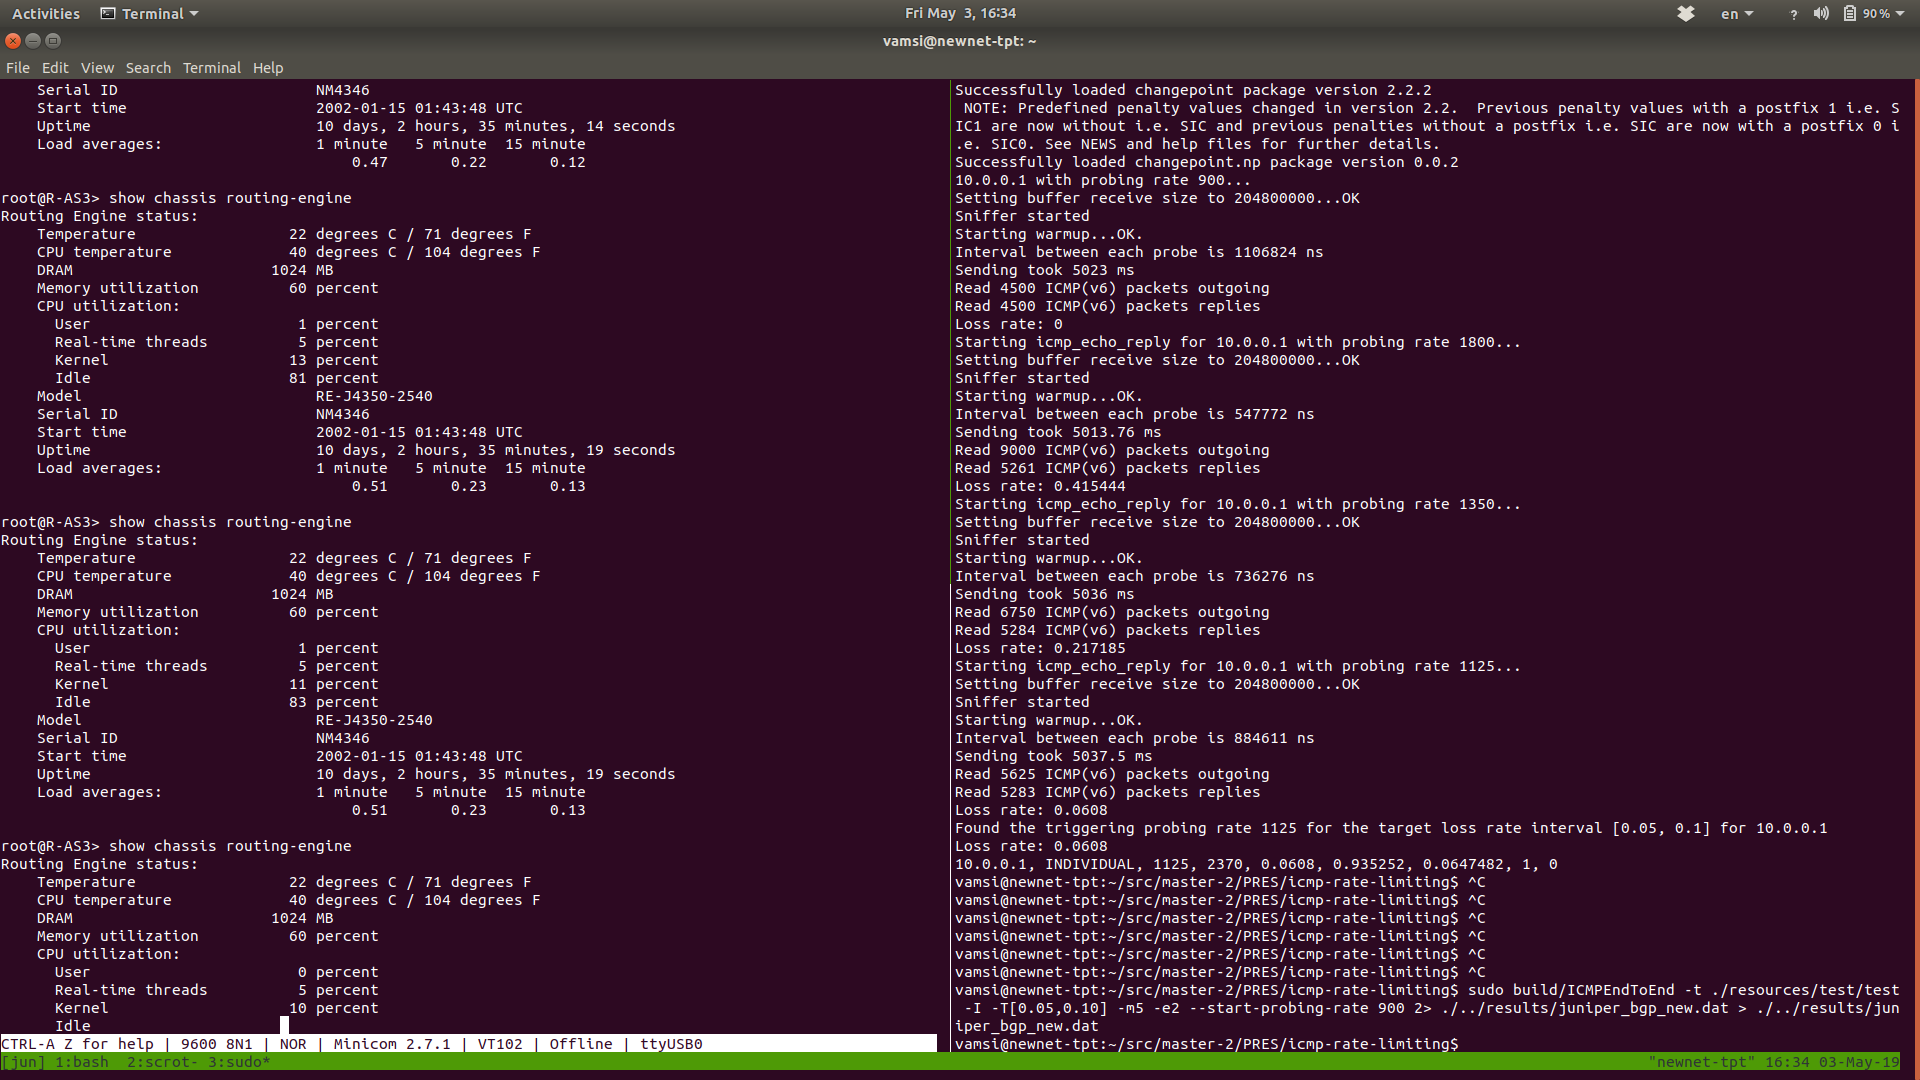 Activities Terminal Fri May 3, 16:34 en ? 90%
vamsi@newnet-tpt: ~
File Edit View Search Terminal Help
Serial ID NM4346
Start time 2002-01-15 01:43:48 UTC
Uptime 10 days, 2 hours, 35 minutes, 14 seconds
Load averages: 1 minute 5 minute 15 minute
0.47 0.22 0.12
root@R-AS3> show chassis routing-engine
Routing Engine status:
Temperature 22 degrees C / 71 degrees F
CPU temperature 40 degrees C / 104 degrees F
DRAM 1024 MB
Memory utilization 60 percent
CPU utilization:
User 1 percent
Real-time threads 5 percent
Kernel 13 percent
Idle 81 percent
Model RE-J4350-2540
Serial ID NM4346
Start time 2002-01-15 01:43:48 UTC
Uptime 10 days, 2 hours, 35 minutes, 19 seconds
Load averages: 1 minute 5 minute 15 minute
0.51 0.23 0.13
root@R-AS3> show chassis routing-engine
Routing Engine status:
Temperature 22 degrees C / 71 degrees F
CPU temperature 40 degrees C / 104 degrees F
DRAM 1024 MB
Memory utilization 60 percent
CPU utilization:
User 1 percent
Real-time threads 5 percent
Kernel 11 percent
Idle 83 percent
Model RE-J4350-2540
Serial ID NM4346
Start time 2002-01-15 01:43:48 UTC
Uptime 10 days, 2 hours, 35 minutes, 19 seconds
Load averages: 1 minute 5 minute 15 minute
0.51 0.23 0.13
root@R-AS3> show chassis routing-engine
Routing Engine status:
Temperature 22 degrees C / 71 degrees F
CPU temperature 40 degrees C / 104 degrees F
DRAM 1024 MB
Memory utilization 60 percent
CPU utilization:
User 0 percent
Real-time threads 5 percent
Kernel 10 percent
Idle
CTRL-A Z for help | 9600 8N1 | NOR | Minicom 2.7.1 | VT102 | Offline | ttyUSB0
Successfully loaded changepoint package version 2.2.2
NOTE: Predefined penalty values changed in version 2.2. Previous penalty values with a postfix 1 i.e. S
IC1 are now without i.e. SIC and previous penalties without a postfix i.e. SIC are now with a postfix 0 i
.e. SIC0. See NEWS and help files for further details.
Successfully loaded changepoint.np package version 0.0.2
10.0.0.1 with probing rate 900...
Setting buffer receive size to 204800000...OK
Sniffer started
Starting warmup...OK.
Interval between each probe is 1106824 ns
Sending took 5023 ms
Read 4500 ICMP(v6) packets outgoing
Read 4500 ICMP(v6) packets replies
Loss rate: 0
Starting icmp_echo_reply for 10.0.0.1 with probing rate 1800...
Setting buffer receive size to 204800000...OK
Sniffer started
Starting warmup...OK.
Interval between each probe is 547772 ns
Sending took 5013.76 ms
Read 9000 ICMP(v6) packets outgoing
Read 5261 ICMP(v6) packets replies
Loss rate: 0.415444
Starting icmp_echo_reply for 10.0.0.1 with probing rate 1350...
Setting buffer receive size to 204800000...OK
Sniffer started
Starting warmup...OK.
Interval between each probe is 736276 ns
Sending took 5036 ms
Read 6750 ICMP(v6) packets outgoing
Read 5284 ICMP(v6) packets replies
Loss rate: 0.217185
Starting icmp_echo_reply for 10.0.0.1 with probing rate 1125...
Setting buffer receive size to 204800000...OK
Sniffer started
Starting warmup...OK.
Interval between each probe is 884611 ns
Sending took 5037.5 ms
Read 5625 ICMP(v6) packets outgoing
Read 5283 ICMP(v6) packets replies
Loss rate: 0.0608
Found the triggering probing rate 1125 for the target loss rate interval [0.05, 0.1] for 10.0.0.1
Loss rate: 0.0608
10.0.0.1, INDIVIDUAL, 1125, 2370, 0.0608, 0.935252, 0.0647482, 1, 0
vamsi@newnet-tpt:~/src/master-2/PRES/icmp-rate-limiting$ ^C
vamsi@newnet-tpt:~/src/master-2/PRES/icmp-rate-limiting$ ^C
vamsi@newnet-tpt:~/src/master-2/PRES/icmp-rate-limiting$ ^C
vamsi@newnet-tpt:~/src/master-2/PRES/icmp-rate-limiting$ ^C
vamsi@newnet-tpt:~/src/master-2/PRES/icmp-rate-limiting$ ^C
vamsi@newnet-tpt:~/src/master-2/PRES/icmp-rate-limiting$ ^C
vamsi@newnet-tpt:~/src/master-2/PRES/icmp-rate-limiting$ sudo build/ICMPEndToEnd -t ./resources/test/test
-I -T[0.05,0.10] -m5 -e2 --start-probing-rate 900 2> ./../results/juniper_bgp_new.dat > ./../results/jun
iper_bgp_new.dat
vamsi@newnet-tpt:~/src/master-2/PRES/icmp-rate-limiting$
[jun] 1:bash 2:scrot- 3:sudo* "newnet-tpt" 16:34 03-May-19